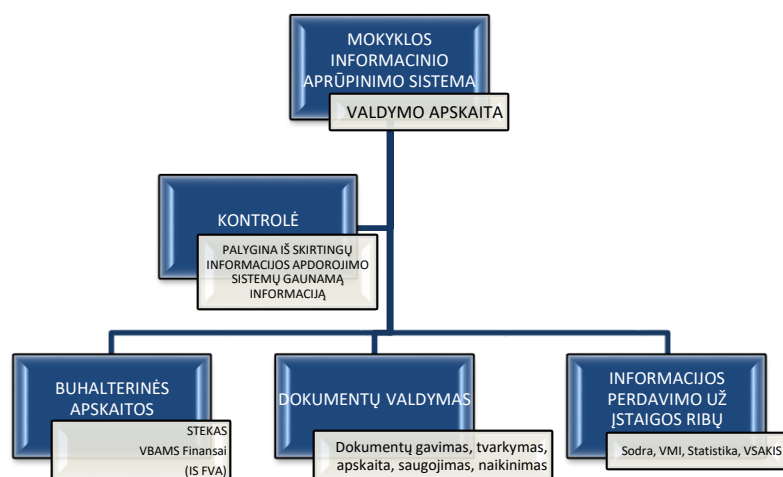 MOKYKLOS
INFORMACINIO
APRŪPINIMO SISTEMA
VALDYMO APSKAITA
KONTROLĖ
PALYGINA IŠ SKIRTINGŲ
INFORMACIJOS APDOROJIMO
SISTEMŲ GAUNAMĄ
INFORMACIJĄ
BUHALTERINĖS
APSKAITOS
STEKAS
VBAMS Finansai
(IS FVA)
DOKUMENTŲ VALDYMAS
Dokumentų gavimas, tvarkymas,
apskaita, saugojimas, naikinimas
INFORMACIJOS
PERDAVIMO UŽ
ĮSTAIGOS RIBŲ
Sodra, VMI, Statistika, VSAKIS